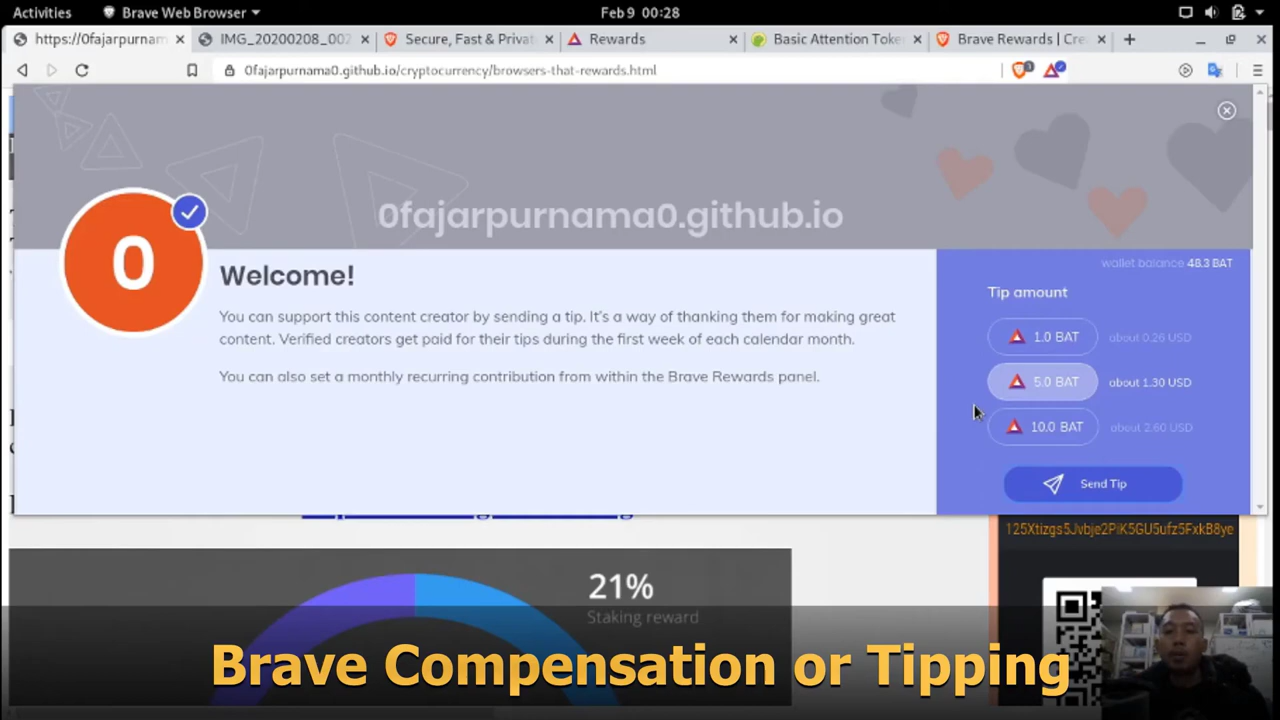 Activities
Brave Web Browser
Feb 9 00:28
https://0fajarpurnam
IMG_20200208_002
Secure, Fast & Privat
Rewards
Basic Attention Toke
Brave Rewards | Cre
0fajarpurnama0.github.io/cryptocurrency/browsers-that-rewards.html
0fajarpurnama0.github.io
0
Welcome!
You can support this content creator by sending a tip. It's a way of thanking them for making great
content. Verified creators get paid for their tips during the first week of each calendar month.
You can also set a monthly recurring contribution from within the Brave Rewards panel.
wallet balance 48.3 BAT
Tip amount
1.0 BAT about 0.26 USD
5.0 BAT about 1.30 USD
10.0 BAT about 2.60 USD
Send Tip
125Xtizgs5Jvbje2PiK5GU5ufz5FxkB8ye
21%
Staking reward
Brave Compensation or Tipping